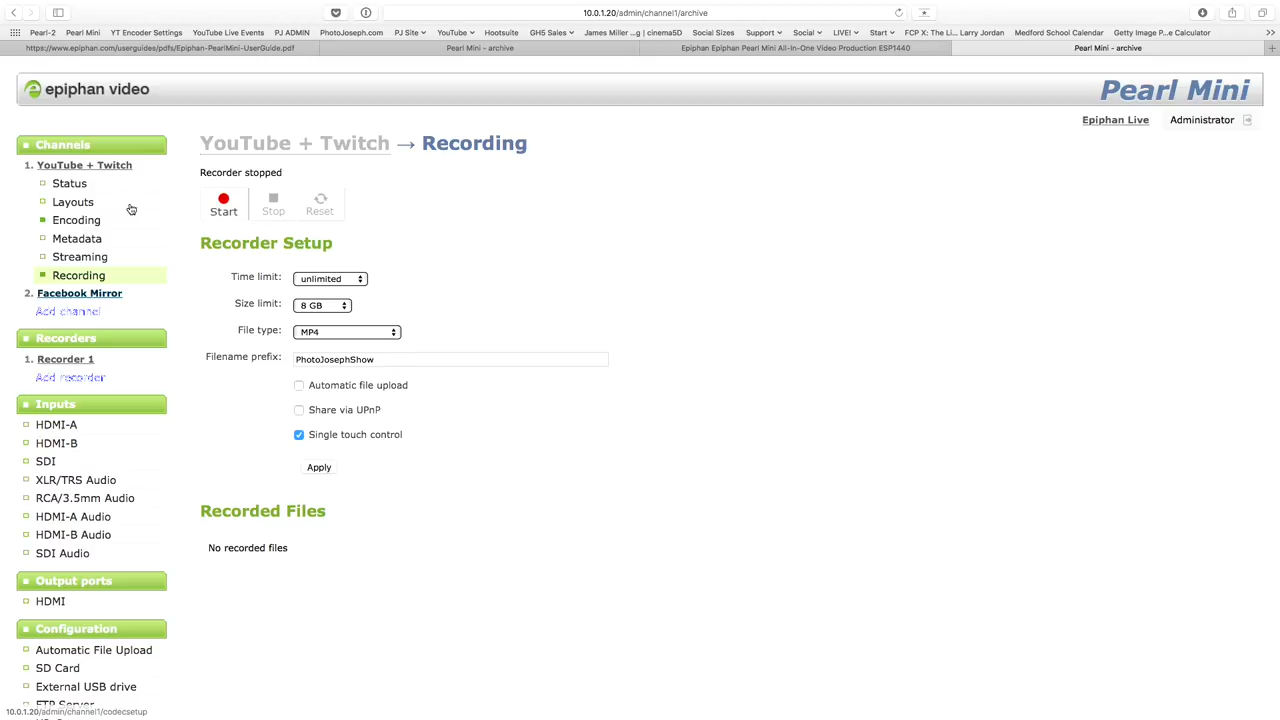 10.0.1.20/admin/channel1/archive
Pearl-2 Pearl Mini YT Encoder Settings YouTube Live Events PJ ADMIN PhotoJoseph.com PJ Site YouTube Hootsuite GH5 Sales James Miller ...g | cinema5D Social Sizes Support Social LIVE! Start FCP X: The Li... Larry Jordan Medford School Calendar Getty Image P...e Calculator >>
https://www.epiphan.com/userguides/pdfs/Epiphan-PearlMini-UserGuide.pdf Pearl Mini - archive Epiphan Epiphan Pearl Mini All-In-One Video Production ESP1440 Pearl Mini - archive +
epiphan video Pearl Mini
Epiphan Live Administrator
Channels
1. YouTube + Twitch
Status
Layouts
Encoding
Metadata
Streaming
Recording
2. Facebook Mirror
Add channel
Recorders
1. Recorder 1
Add recorder
Inputs
HDMI-A
HDMI-B
SDI
XLR/TRS Audio
RCA/3.5mm Audio
HDMI-A Audio
HDMI-B Audio
SDI Audio
Output ports
HDMI
Configuration
Automatic File Upload
SD Card
External USB drive
FTP Server
10.0.1.20/admin/channel1/codecsetup
YouTube + Twitch → Recording
Recorder stopped
Start Stop Reset
Recorder Setup
Time limit: unlimited
Size limit: 8 GB
File type: MP4
Filename prefix: PhotoJosephShow
Automatic file upload
Share via UPnP
Single touch control
Apply
Recorded Files
No recorded files